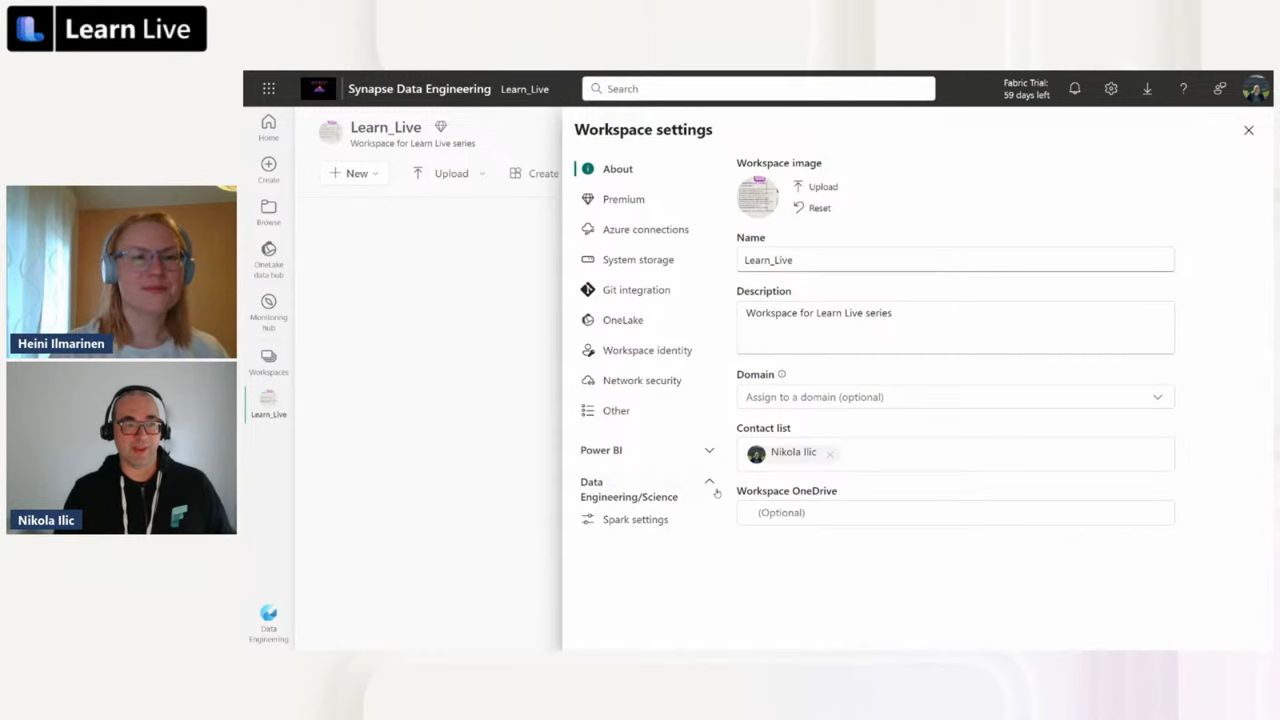 Learn Live
Synapse Data Engineering
Learn_Live
Search
Fabric Trial:
59 days left
Home
Create
Browse
OneLake
data hub
Monitoring
hub
Workspaces
Learn_Live
Data
Engineering
Learn_Live
Workspace for Learn Live series
New
Upload
Create
Workspace settings
About
Premium
Azure connections
System storage
Git integration
OneLake
Workspace identity
Network security
Other
Power BI
Data
Engineering/Science
Spark settings
Workspace image
Upload
Reset
Name
Learn_Live
Description
Workspace for Learn Live series
Domain
Assign to a domain (optional)
Contact list
Nikola Ilic
Workspace OneDrive
(Optional)
Heini Ilmarinen
Nikola Ilic